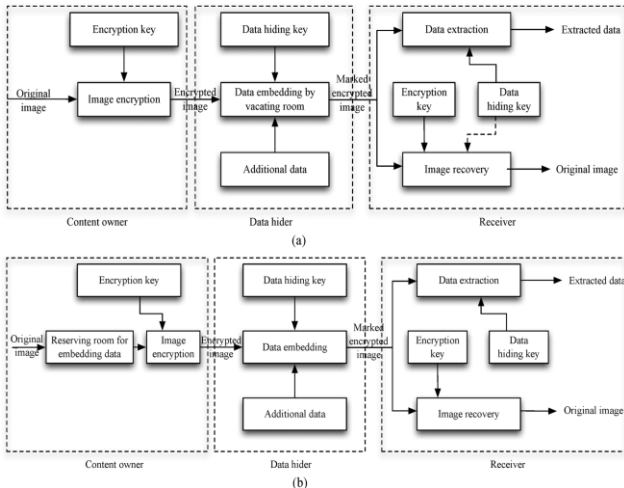 Encryption key
Data hiding key
Data extraction
Extracted data
Original
image
Image encryption
Encrypted
image
Data embedding by
vacating room
Marked
encrypted
image
Encryption
key
Data
hiding key
Additional data
Image recovery
Original image
Content owner
Data hider
Receiver
(a)
Encryption key
Data hiding key
Data extraction
Extracted data
Original
image
Reserving room for
embedding data
Image
encryption
Encrypted
image
Data embedding
Marked
encrypted
image
Encryption
key
Data
hiding key
Additional data
Image recovery
Original image
Content owner
Data hider
Receiver
(b)